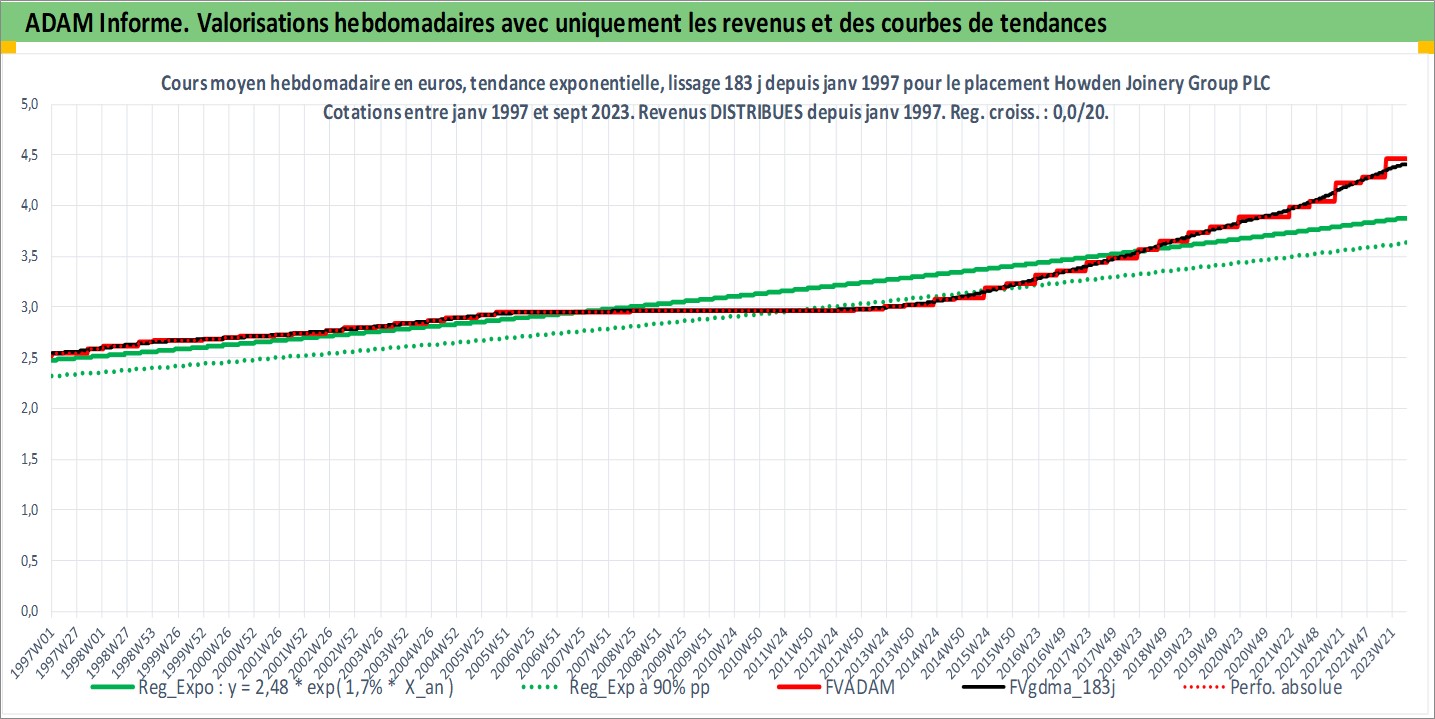 ADAM Informe. Valorisations hebdomadaires avec uniquement les revenus et des courbes de tendances
Cours moyen hebdomadaire en euros, tendance exponentielle, lissage 183 j depuis janv 1997 pour le placement Howden Joinery Group PLC
Cotations entre janv 1997 et sept 2023. Revenus DISTRIBUES depuis janv 1997. Reg. croiss. : 0,0/20.
5,0
4,5
4,0
3,5
3,0
2,5
2,0
1,5
1,0
0,5
0,0
1997W01
1997W27
1998W01
1998W27
1998W53
1999W26
1999W52
2000W26
2000W52
2001W26
2001W52
2002W26
2002W52
2003W26
2003W52
2004W26
2004W52
2005W25
2005W51
2006W25
2006W51
2007W25
2007W51
2008W25
2008W51
2009W25
2009W51
2010W24
2010W50
2011W24
2011W50
2012W24
2012W50
2013W24
2013W50
2014W24
2014W50
2015W24
2015W50
2016W23
2016W49
2017W23
2017W49
2018W23
2018W49
2019W23
2019W49
2020W23
2020W49
2021W22
2021W48
2022W21
2022W47
2023W21
Reg_Expo : y = 2,48 * exp( 1,7% * X_an )
Reg_Exp à 90% pp
FVADAM
FVgdma_183j
Perfo. absolue